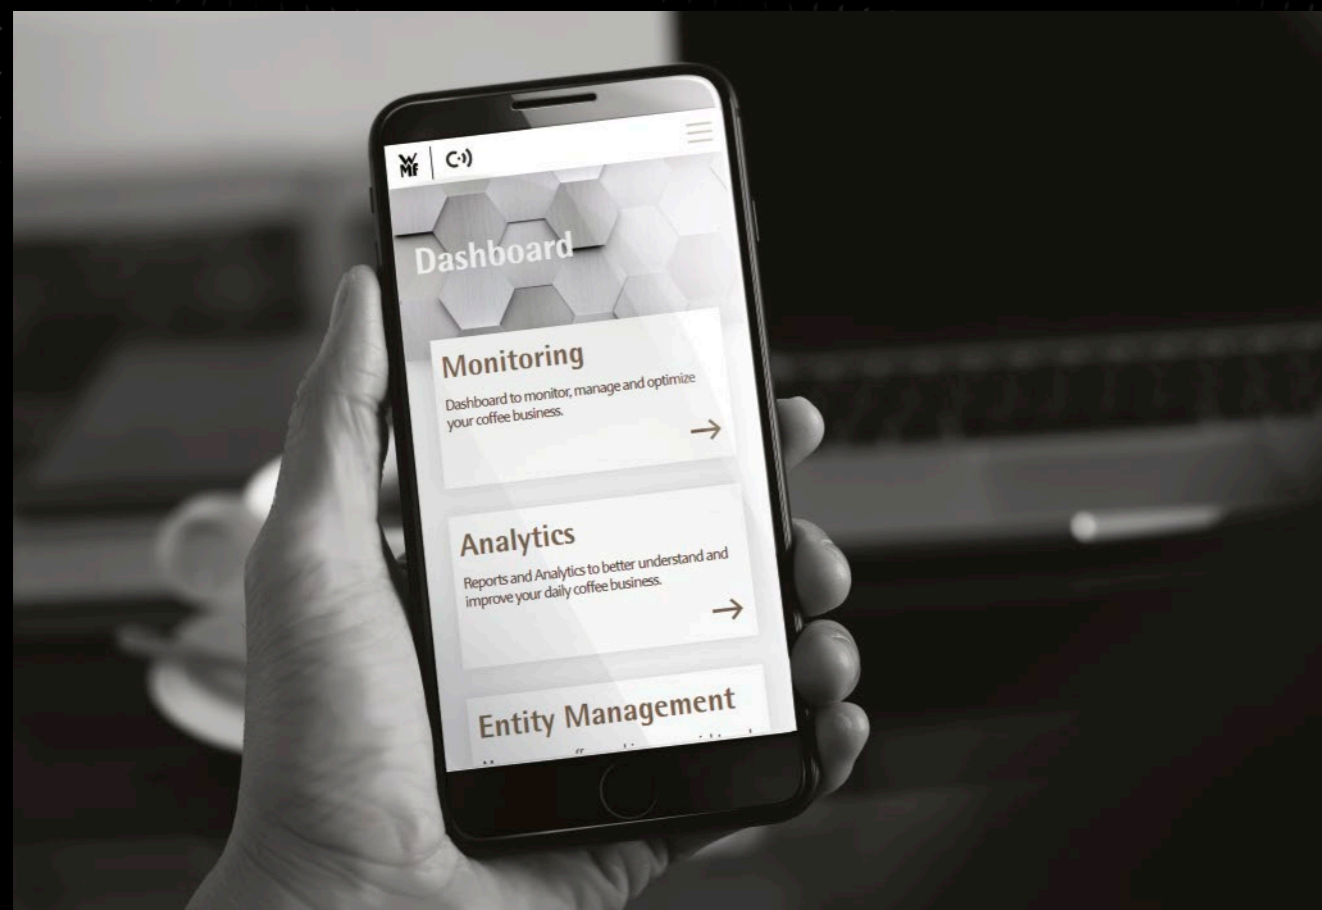 WMF
Dashboard
Monitoring
Dashboard to monitor, manage and optimize
your coffee business.
Analytics
Reports and Analytics to better understand and
improve your daily coffee business.
Entity Management